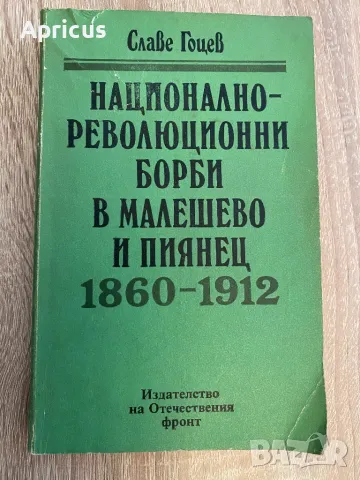 Apricus
Славе Гоцев
НАЦИОНАЛНО-
РЕВОЛЮЦИОННИ
БОРБИ
В МАЛЕШЕВО
И ПИЯНЕЦ
1860-1912
Издателство
на Отечествения
фронт
BAZAR